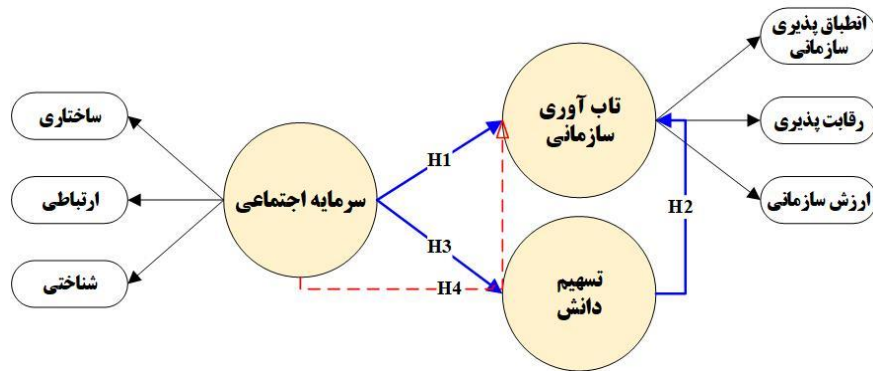 انطباق پذیری
سازمانی
تاب آوری
سازمانی
رقابت پذیری
ارزش سازمانی
ساختاری
ارتباطی
شناختی
سرمایه اجتماعی
تسهیم
دانش
H1
H2
H3
H4